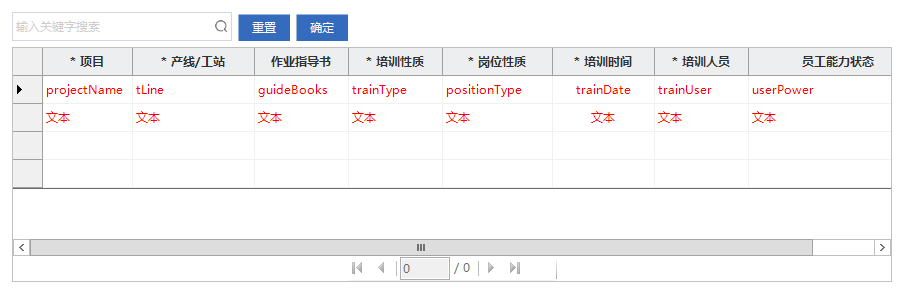 输入关键字搜索 重置 确定
* 项目 * 产线/工站 作业指导书 * 培训性质 * 岗位性质 * 培训时间 * 培训人员 员工能力状态
projectName tLine guideBooks trainType positionType trainDate trainUser userPower
文本 文本 文本 文本 文本 文本 文本 文本
0 / 0